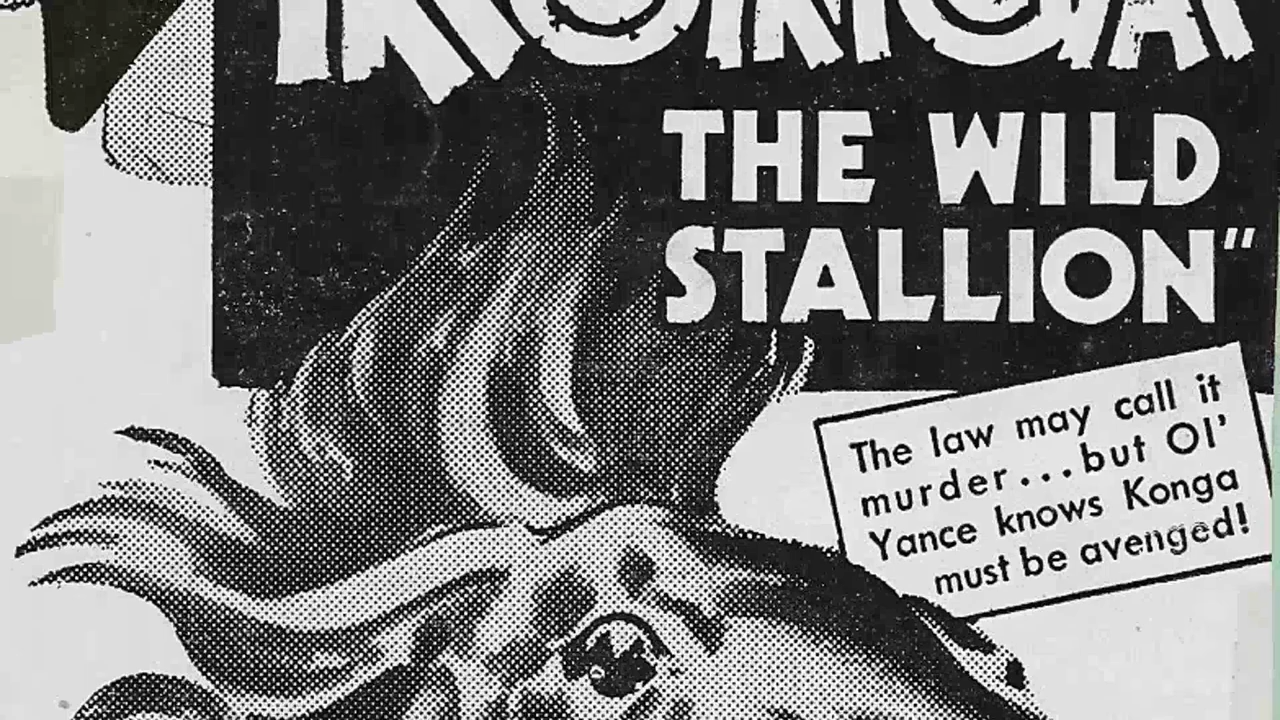 KONGA
THE WILD
STALLION"
The law may call it
murder...but Ol'
Yance knows Konga
must be avenged!